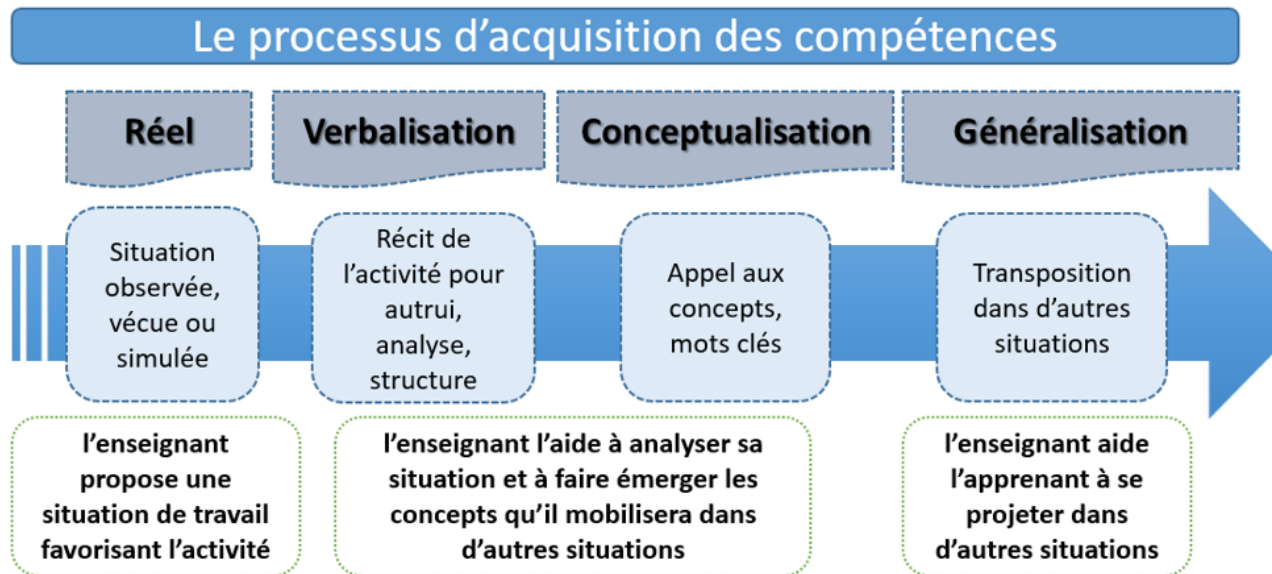 Le processus d'acquisition des compétences
Réel
Verbalisation
Conceptualisation
Généralisation
Situation
observée,
vécue ou
simulée
Récit de
l'activité pour
autrui,
analyse,
structure
Appel aux
concepts,
mots clés
Transposition
dans d'autres
situations
l'enseignant
propose une
situation de travail
favorisant l'activité
l'enseignant l'aide à analyser sa
situation et à faire émerger les
concepts qu'il mobilisera dans
d'autres situations
l'enseignant aide
l'apprenant à se
projeter dans
d'autres situations